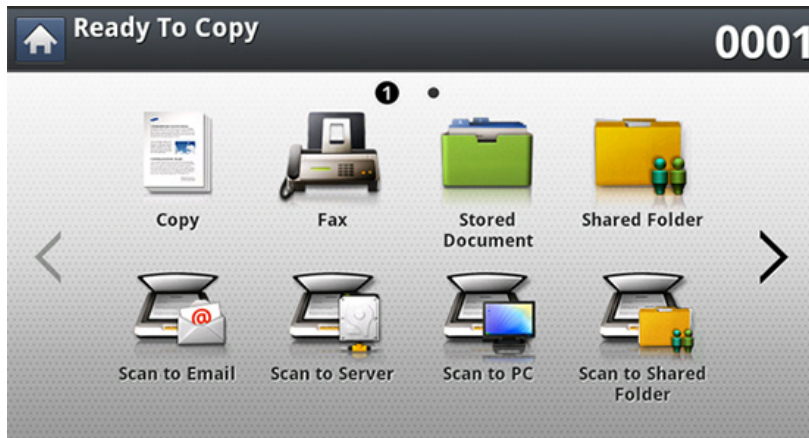 Ready To Copy
0001
1
Copy
Fax
Stored
Document
Shared Folder
Scan to Email
Scan to Server
Scan to PC
Scan to Shared
Folder
@